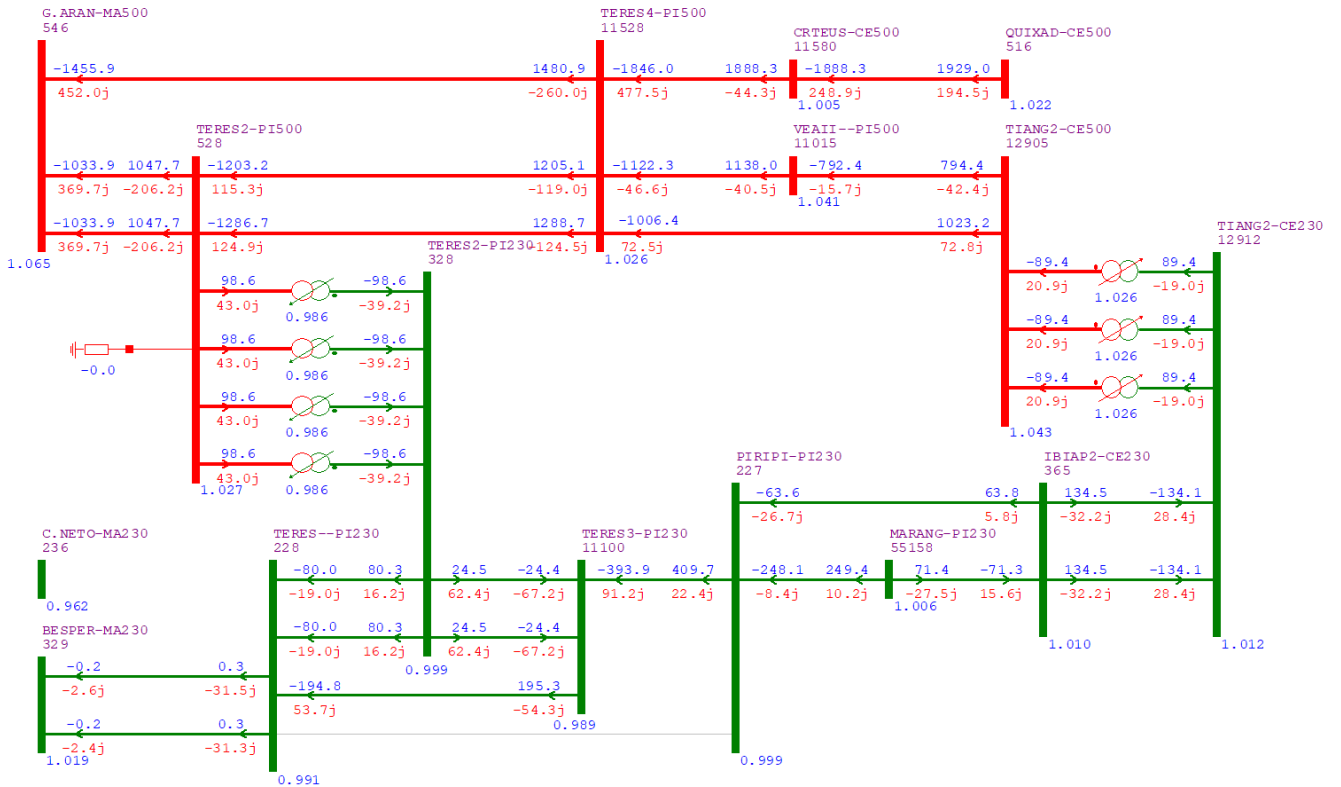 G.ARAN-MA500 TERES4-PI500
546 11528
CRTEUS-CE500 QUIXAD-CE500
11580 516
-1455.9 1480.9 -1846.0 1888.3 -1888.3 1929.0
452.0j -260.0j 477.5j -44.3j 248.9j 194.5j
1.005 1.022
TERES2-PI500 VEAII--PI500 TIANG2-CE500
528 11015 12905
-1033.9 1047.7 -1203.2 1205.1 -1122.3 1138.0 -792.4 794.4
369.7j -206.2j 115.3j -119.0j -46.6j -40.5j -15.7j -42.4j
1.041
-1033.9 1047.7 -1286.7 1288.7 -1006.4 1023.2
369.7j -206.2j 124.9j -124.5j 72.5j 72.8j
TIANG2-CE230
12912
TERES2-PI230
328
1.065 1.026
-89.4 89.4
20.9j -19.0j
1.026
98.6 -98.6
43.0j -39.2j
0.986
-89.4 89.4
20.9j -19.0j
1.026
98.6 -98.6
43.0j -39.2j
-0.0 0.986
-89.4 89.4
20.9j -19.0j
1.026
98.6 -98.6
43.0j -39.2j
0.986
1.043
98.6 -98.6
43.0j -39.2j
1.027 0.986
PIRIPI-PI230 IBIAP2-CE230
227 365
-63.6 63.8 134.5 -134.1
-26.7j 5.8j -32.2j 28.4j
C.NETO-MA230 TERES--PI230 TERES3-PI230 MARANG-PI230
236 228 11100 55158
-80.0 80.3 24.5 -24.4 -393.9 409.7 -248.1 249.4 71.4 -71.3 134.5 -134.1
-19.0j 16.2j 62.4j -67.2j 91.2j 22.4j -8.4j 10.2j -27.5j 15.6j -32.2j 28.4j
0.962 1.006
BESPER-MA230
329
-80.0 80.3 24.5 -24.4
-19.0j 16.2j 62.4j -67.2j
1.010 1.012
0.999
-0.2 0.3
-2.6j -31.5j
-194.8 195.3
53.7j -54.3j
0.989
-0.2 0.3
-2.4j -31.3j
1.019 0.999
0.991